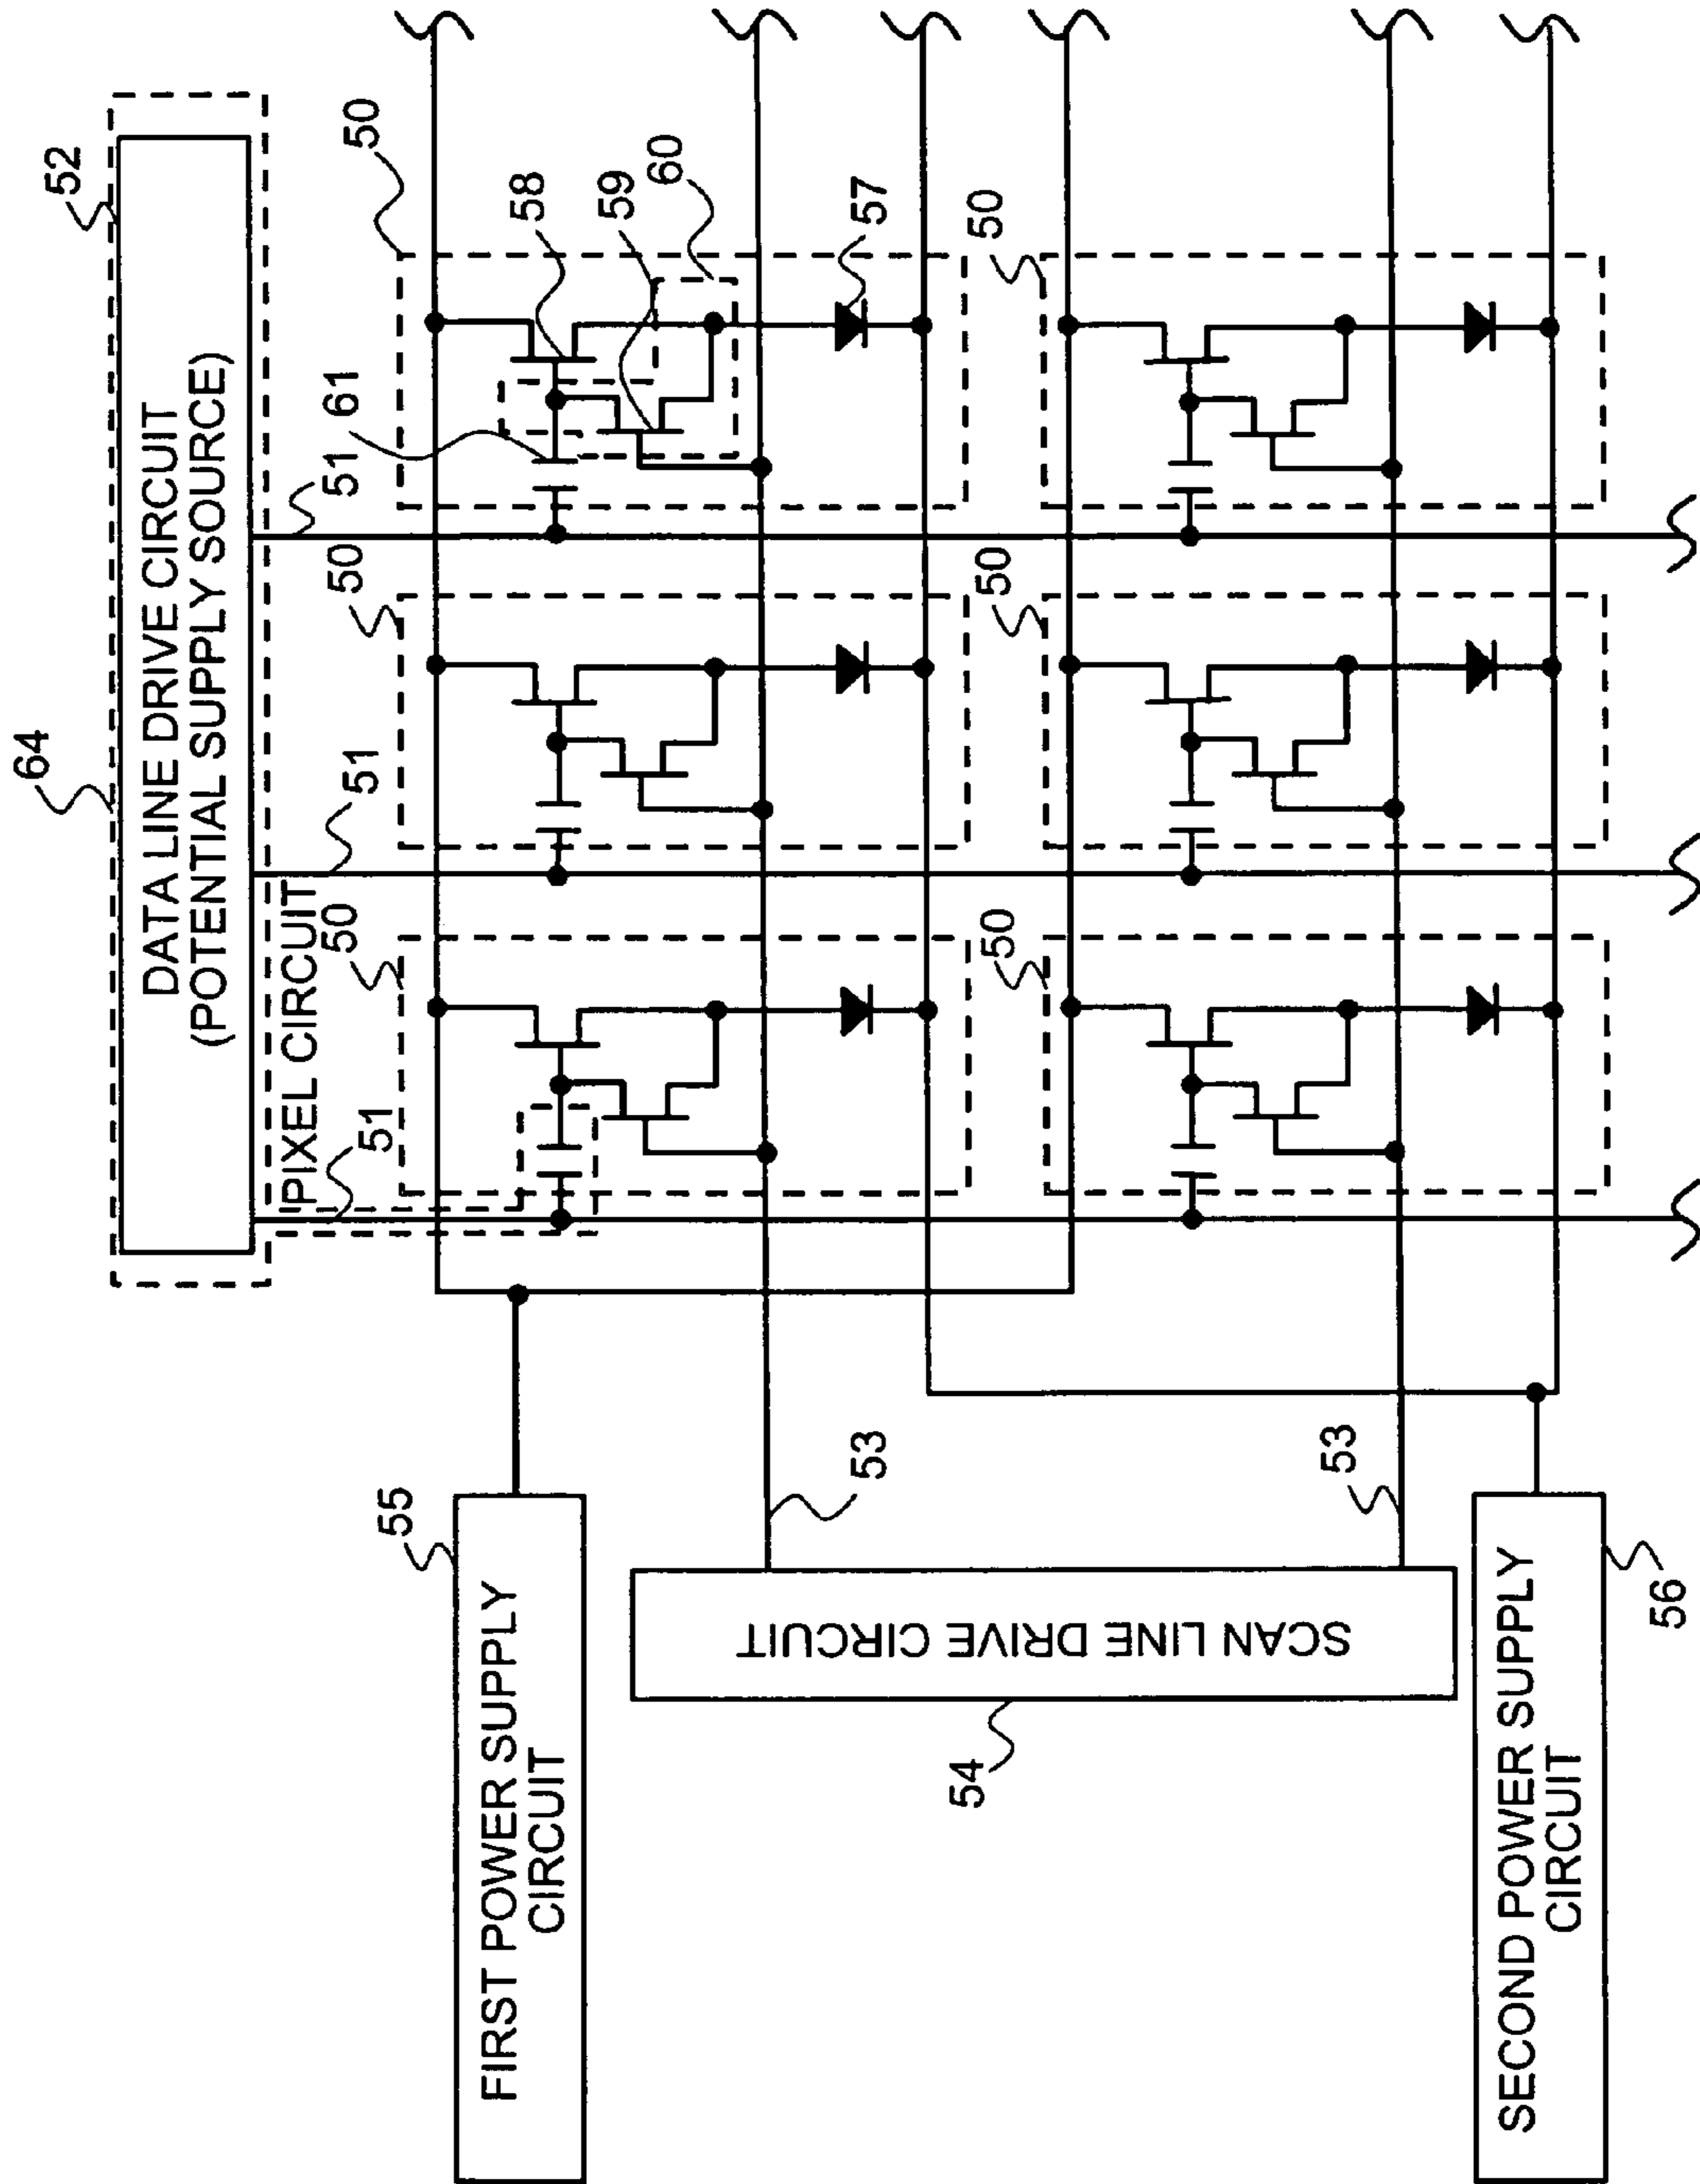 64
52
DATA LINE DRIVE CIRCUIT
(POTENTIAL SUPPLY SOURCE)
PIXEL CIRCUIT
51
50
51
50
51
61
50
55
FIRST POWER SUPPLY
CIRCUIT
58
59
60
53
57
SCAN LINE DRIVE CIRCUIT
54
50
50
50
53
SECOND POWER SUPPLY
CIRCUIT
56